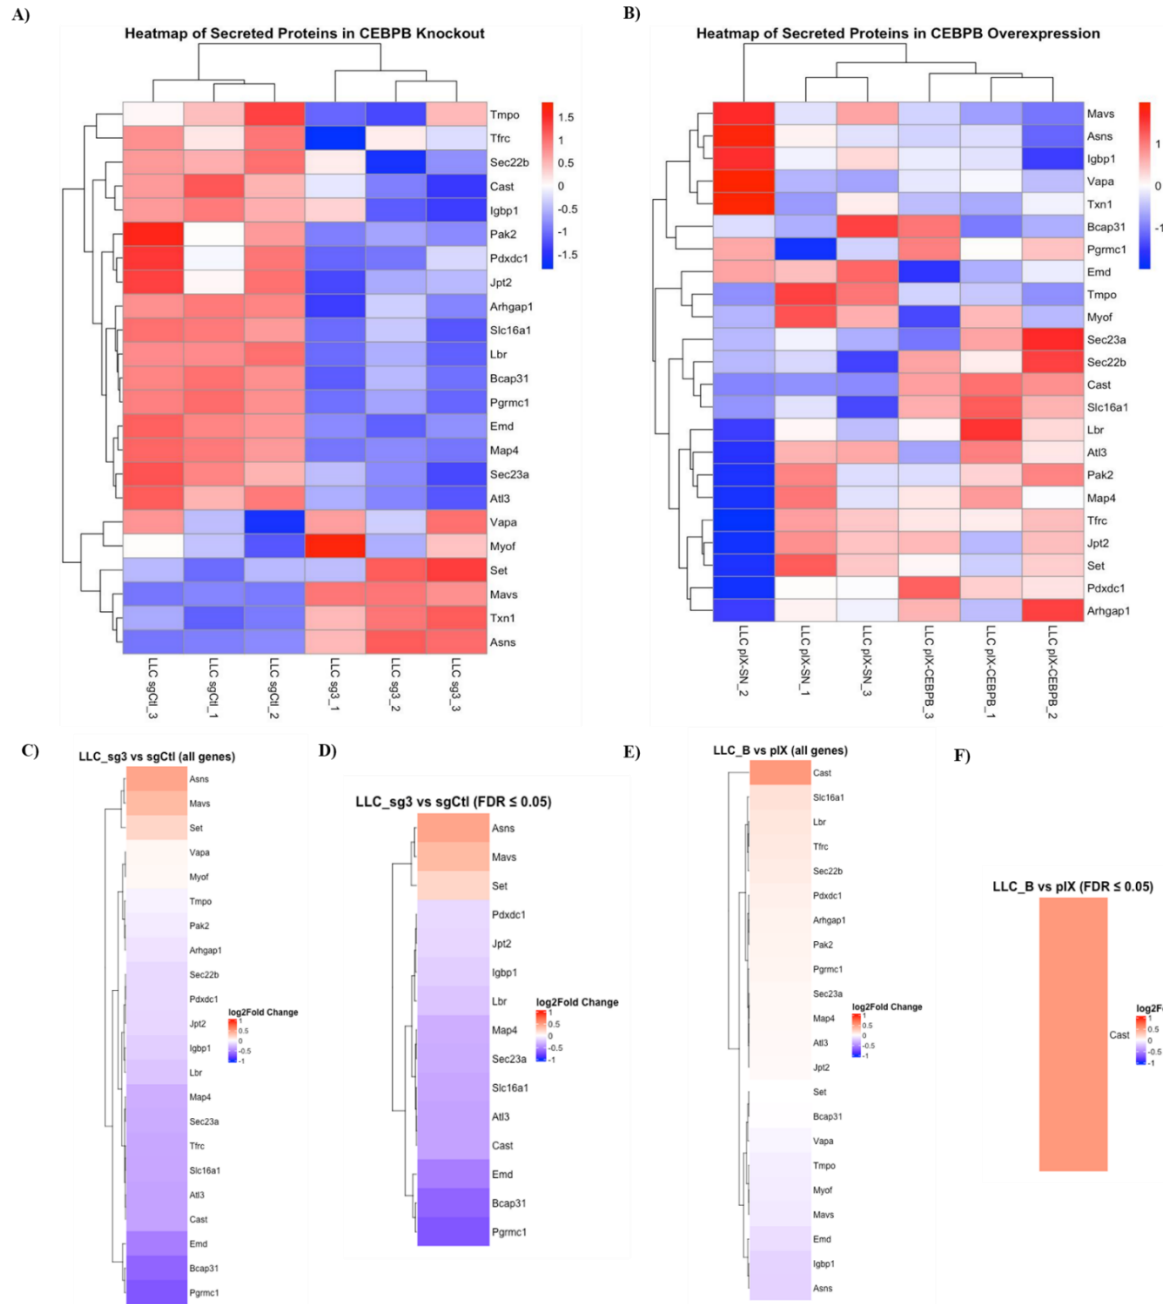 A)
Heatmap of Secreted Proteins in CEBPB Knockout
Tmpo
Tfrc
Sec22b
Cast
Igbp1
Pak2
Pdxdc1
Jpt2
Arhgap1
Slc16a1
Lbr
Bcap31
Pgrmc1
Emd
Map4
Sec23a
Atl3
Vapa
Myof
Set
Mavs
Txn1
Asns
1.5
1
0.5
0
-0.5
-1
-1.5
LLC sgCtl_3
LLC sgCtl_1
LLC sgCtl_2
LLC sg3_1
LLC sg3_2
LLC sg3_3
B)
Heatmap of Secreted Proteins in CEBPB Overexpression
Mavs
Asns
Igbp1
Vapa
Txn1
Bcap31
Pgrmc1
Emd
Tmpo
Myof
Sec23a
Sec22b
Cast
Slc16a1
Lbr
Atl3
Pak2
Map4
Tfrc
Jpt2
Set
Pdxdc1
Arhgap1
1
0
-1
LLC pIX-SN_2
LLC pIX-SN_1
LLC pIX-SN_3
LLC pIX-CEBPB_3
LLC pIX-CEBPB_1
LLC pIX-CEBPB_2
C)
LLC_sg3 vs sgCtl (all genes)
Asns
Mavs
Set
Vapa
Myof
Tmpo
Pak2
Arhgap1
Sec22b
Pdxdc1
Jpt2
Igbp1
Lbr
Map4
Sec23a
Tfrc
Slc16a1
Atl3
Cast
Emd
Bcap31
Pgrmc1
log2Fold Change
1
0.5
0
-0.5
-1
D)
LLC_sg3 vs sgCtl (FDR ≤ 0.05)
Asns
Mavs
Set
Pdxdc1
Jpt2
Igbp1
Lbr
Map4
Sec23a
Slc16a1
Atl3
Cast
Emd
Bcap31
Pgrmc1
log2Fold Change
1
0.5
0
-0.5
-1
E)
LLC_B vs pIX (all genes)
Cast
Slc16a1
Lbr
Tfrc
Sec22b
Pdxdc1
Arhgap1
Pak2
Pgrmc1
Sec23a
Map4
Atl3
Jpt2
Set
Bcap31
Vapa
Tmpo
Myof
Mavs
Emd
Igbp1
Asns
log2Fold Change
1
0.5
0
-0.5
-1
F)
LLC_B vs pIX (FDR ≤ 0.05)
Cast
log2F
1
0.5
0
-0.5
-1